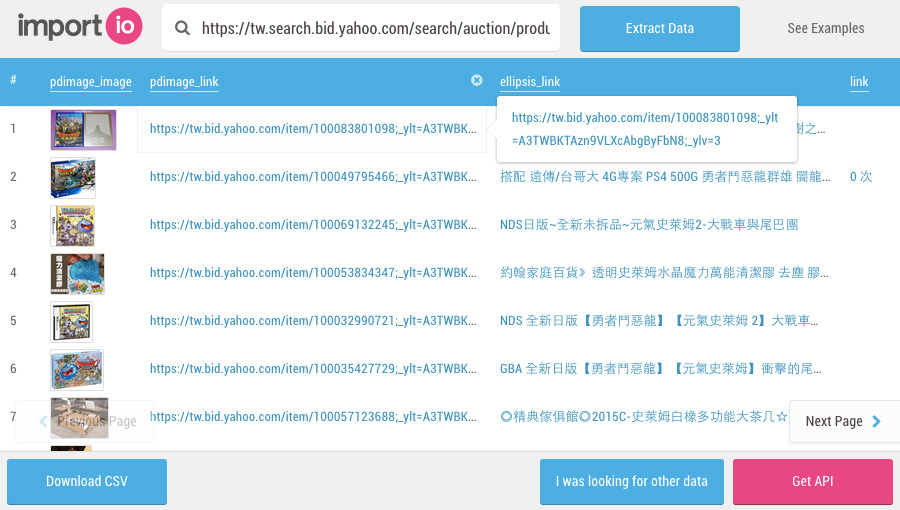 import io
https://tw.search.bid.yahoo.com/search/auction/produ
Extract Data
See Examples
# pdimage_image pdimage_link ellipsis_link link
1 https://tw.bid.yahoo.com/item/100083801098;_ylt=A3TWBK... 樹之...
https://tw.bid.yahoo.com/item/100083801098;_ylt
=A3TWBKTAzn9VLXcAbgByFbN8;_ylv=3
2 https://tw.bid.yahoo.com/item/100049795466;_ylt=A3TWBK... 搭配 遠傳/台哥大 4G專案 PS4 500G 勇者鬥惡龍群雄 闇龍... 0 次
3 https://tw.bid.yahoo.com/item/100069132245;_ylt=A3TWBK... NDS日版~全新未拆品~元氣史萊姆2-大戰車與尾巴團
4 https://tw.bid.yahoo.com/item/100053834347;_ylt=A3TWBK... 約翰家庭百貨》透明史萊姆水晶魔力萬能清潔膠 去塵 膠...
魔力清潔膠
5 https://tw.bid.yahoo.com/item/100032990721;_ylt=A3TWBK... NDS 全新日版【勇者鬥惡龍】【元氣史萊姆 2】大戰車...
6 https://tw.bid.yahoo.com/item/100035427729;_ylt=A3TWBK... GBA 全新日版【勇者鬥惡龍】【元氣史萊姆】衝擊的尾...
7 https://tw.bid.yahoo.com/item/100057123688;_ylt=A3TWBK... ◎精典傢俱館◎2015C-史萊姆白橡多功能大茶几☆
Previous Page
Next Page
Download CSV
I was looking for other data
Get API